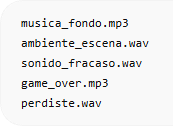 musica_fondo.mp3
ambiente_escena.wav
sonido_fracaso.wav
game_over.mp3
perdiste.wav